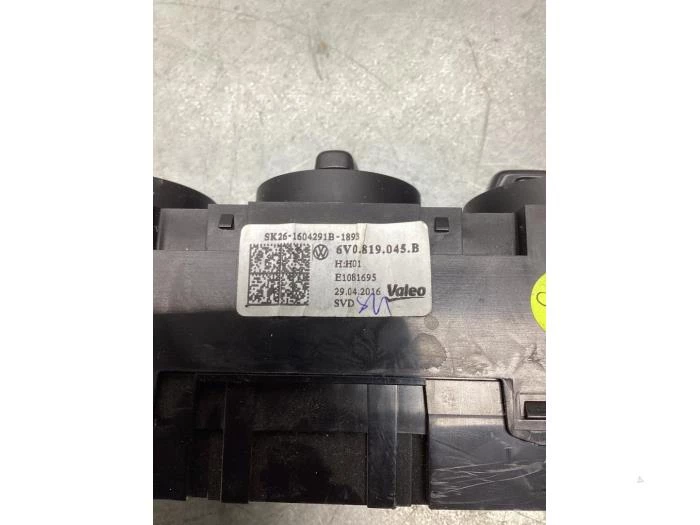 SK26-1604291B-1893
6V0.819.045.B
H:H01
E1081695
29.04.2016 Valeo
SVD